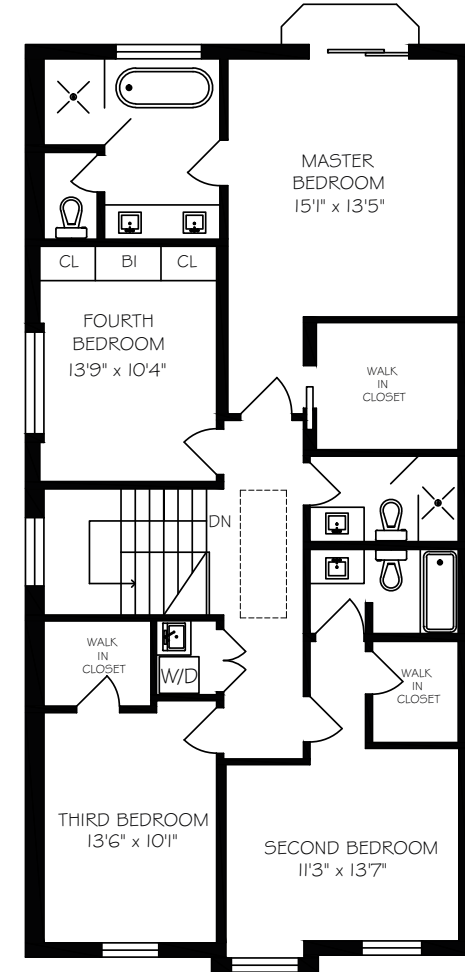 MASTER
BEDROOM
15'1" x 13'5"
CL BI CL
FOURTH
BEDROOM
13'9" x 10'4"
WALK
IN
CLOSET
DN
WALK
IN
CLOSET
W/D
WALK
IN
CLOSET
THIRD BEDROOM
13'6" x 10'1"
SECOND BEDROOM
11'3" x 13'7"